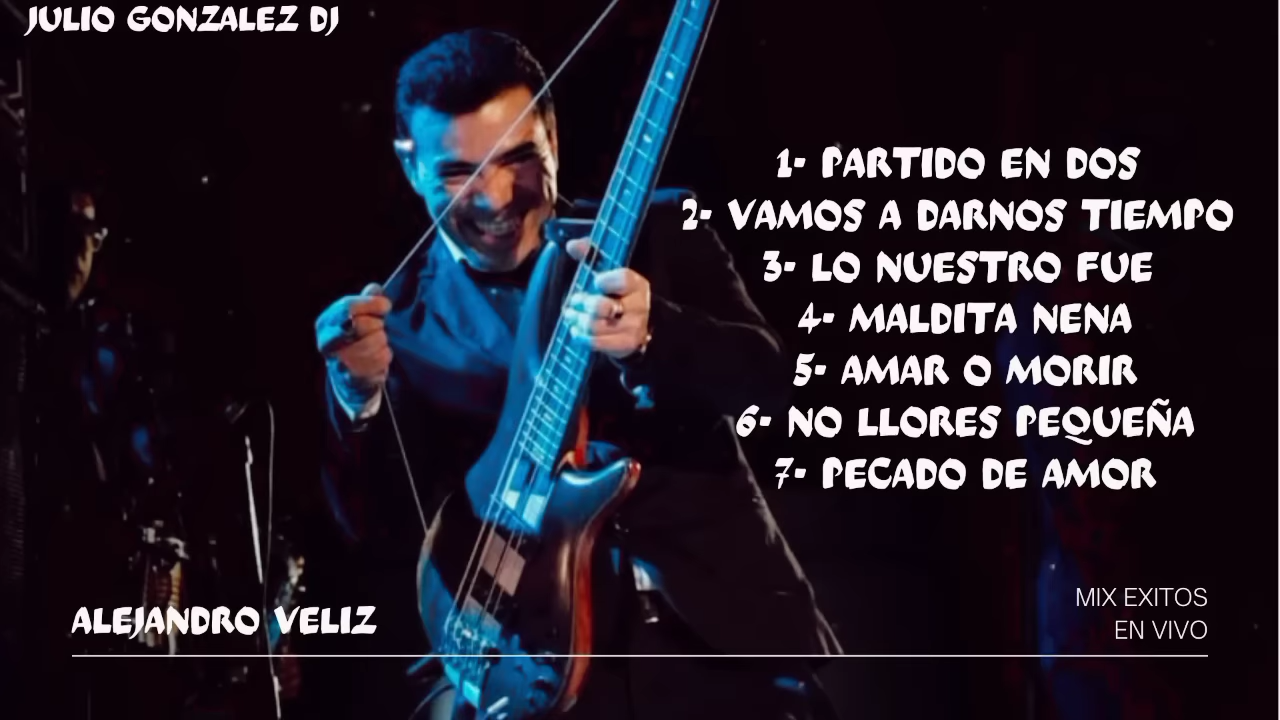 JULIO GONZALEZ DJ
1- PARTIDO EN DOS
2- VAMOS A DARNOS TIEMPO
3- LO NUESTRO FUE
4- MALDITA NENA
5- AMAR O MORIR
6- NO LLORES PEQUEÑA
7- PECADO DE AMOR
ALEJANDRO VELIZ
MIX EXITOS
EN VIVO